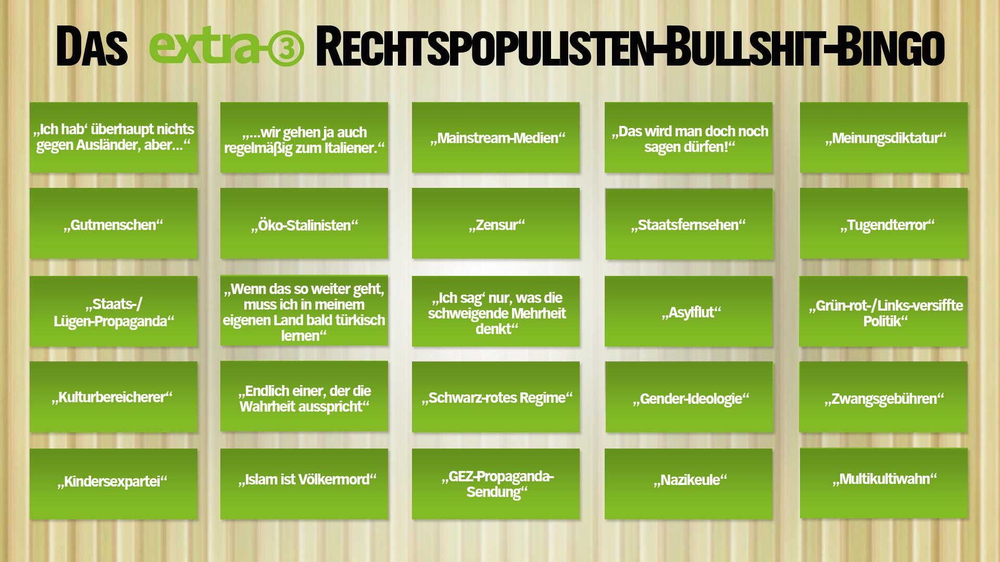 DAS extra 3 RECHTSPOPULISTEN-BULLSHIT-BINGO
„Ich hab‘ überhaupt nichts
gegen Ausländer, aber...“
„...wir gehen ja auch
regelmäßig zum Italiener.“
„Mainstream-Medien“
„Das wird man doch noch
sagen dürfen!“
„Meinungsdiktatur“
„Gutmenschen“
„Öko-Stalinisten“
„Zensur“
„Staatsfernsehen“
„Tugendterror“
„Staats-/
Lügen-Propaganda“
„Wenn das so weiter geht,
muss ich in meinem
eigenen Land bald türkisch
lernen“
„Ich sag‘ nur, was die
schweigende Mehrheit
denkt“
„Asylflut“
„Grün-rot-/Links-versiffte
Politik“
„Kulturbereicherer“
„Endlich einer, der die
Wahrheit ausspricht“
„Schwarz-rotes Regime“
„Gender-Ideologie“
„Zwangsgebühren“
„Kindersexpartei“
„Islam ist Völkermord“
„GEZ-Propaganda-
Sendung“
„Nazikeule“
„Multikultiwahn“